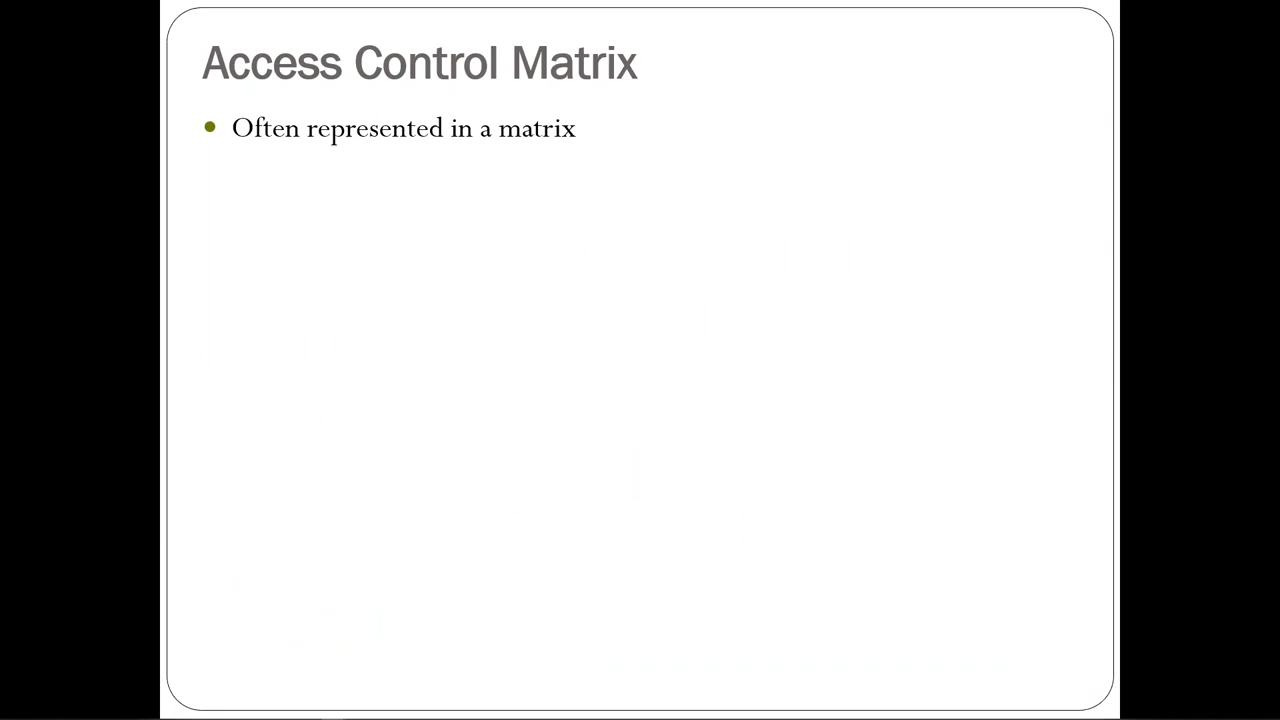 Access Control Matrix
Often represented in a matrix